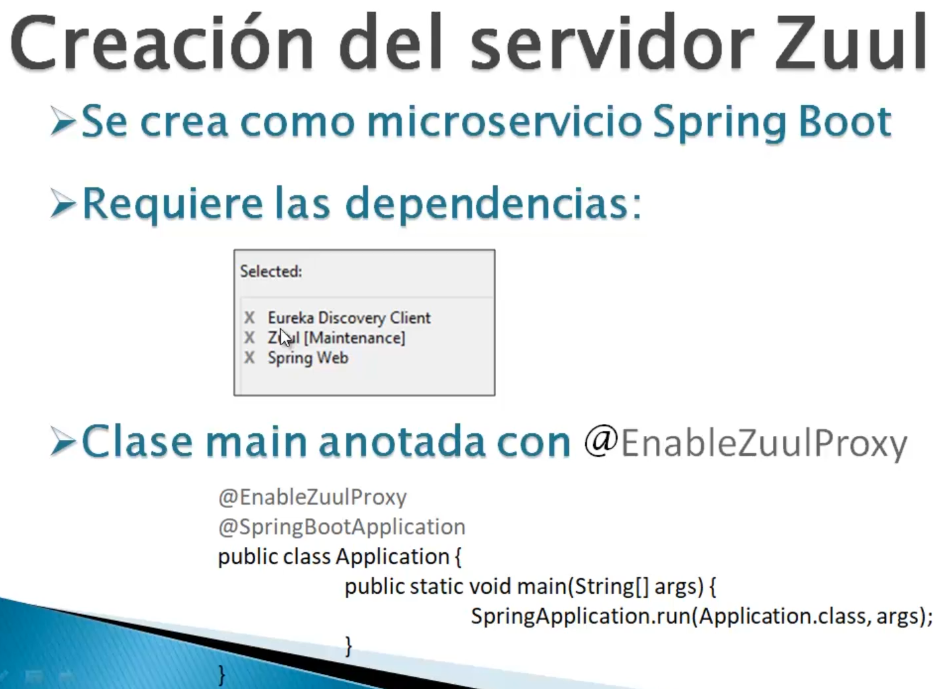 Creación del servidor Zuul
➢Se crea como microservicio Spring Boot
➢Requiere las dependencias:
Selected:
X Eureka Discovery Client
X Zuul [Maintenance]
X Spring Web
➢Clase main anotada con @EnableZuulProxy
@EnableZuulProxy
@SpringBootApplication
public class Application {
public static void main(String[] args) {
SpringApplication.run(Application.class, args);
}
}